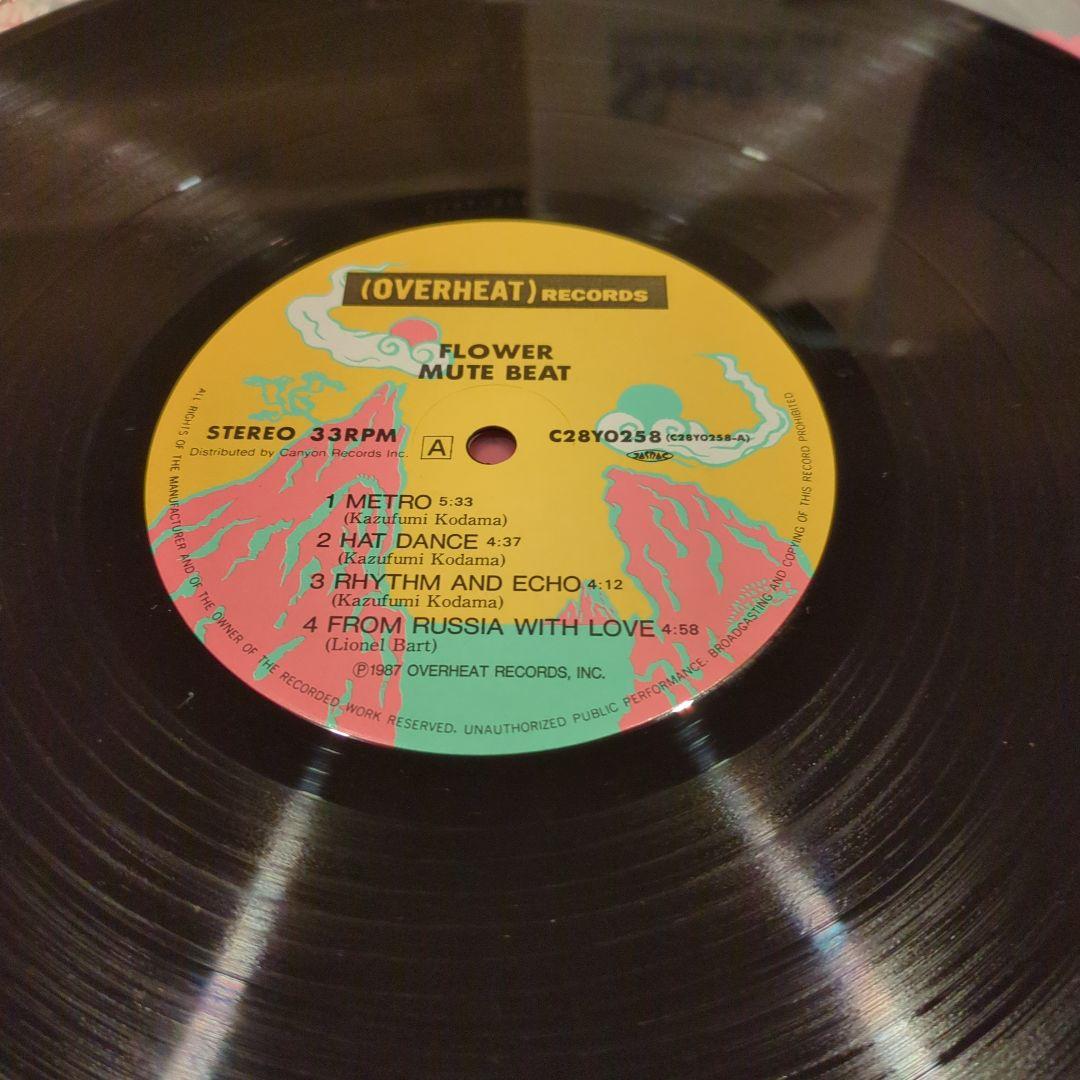 (OVERHEAT) RECORDS
FLOWER
MUTE BEAT
STEREO 33RPM
Distributed by Canyon Records Inc.
A
C28Y0258 (C28Y0258-A)
JASRAC
1 METRO 5:33
(Kazufumi Kodama)
2 HAT DANCE 4:37
(Kazufumi Kodama)
3 RHYTHM AND ECHO 4:12
(Kazufumi Kodama)
4 FROM RUSSIA WITH LOVE 4:58
(Lionel Bart)
Ⓟ1987 OVERHEAT RECORDS, INC.
ALL RIGHTS OF THE MANUFACTURER AND OF THE OWNER OF THE RECORDED WORK RESERVED. UNAUTHORIZED PUBLIC PERFORMANCE. BROADCASTING AND COPYING OF THIS RECORD PROHIBITED